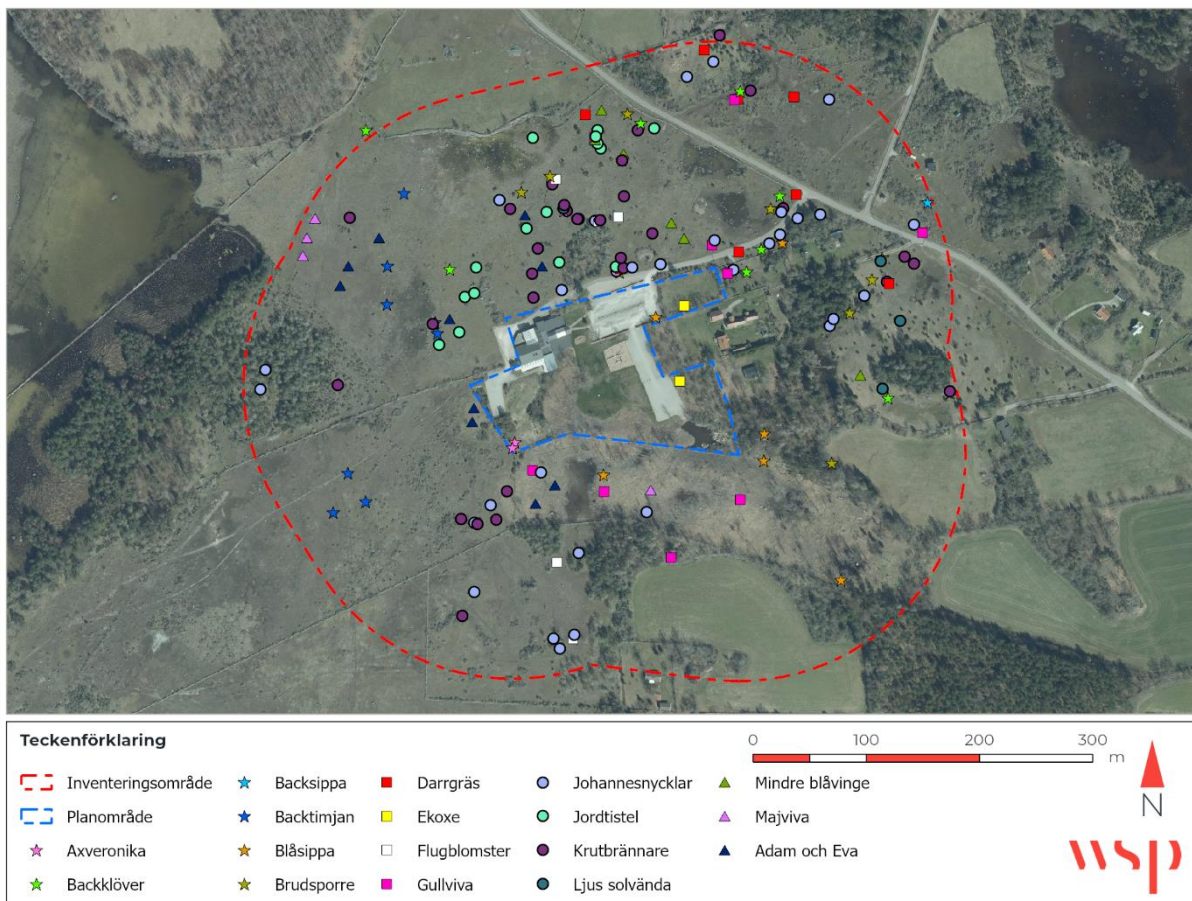 Teckenförklaring
0 100 200 300
m
Inventeringsområde
Planområde
Axveronika
Backklöver
Backsippa
Backtimjan
Blåsippa
Brudsporre
Darrgräs
Ekoxe
Flugblomster
Gullviva
Johannesnycklar
Jordtistel
Krutbrännare
Ljus solvända
Mindre blåvinge
Majviva
Adam och Eva
N
wsp